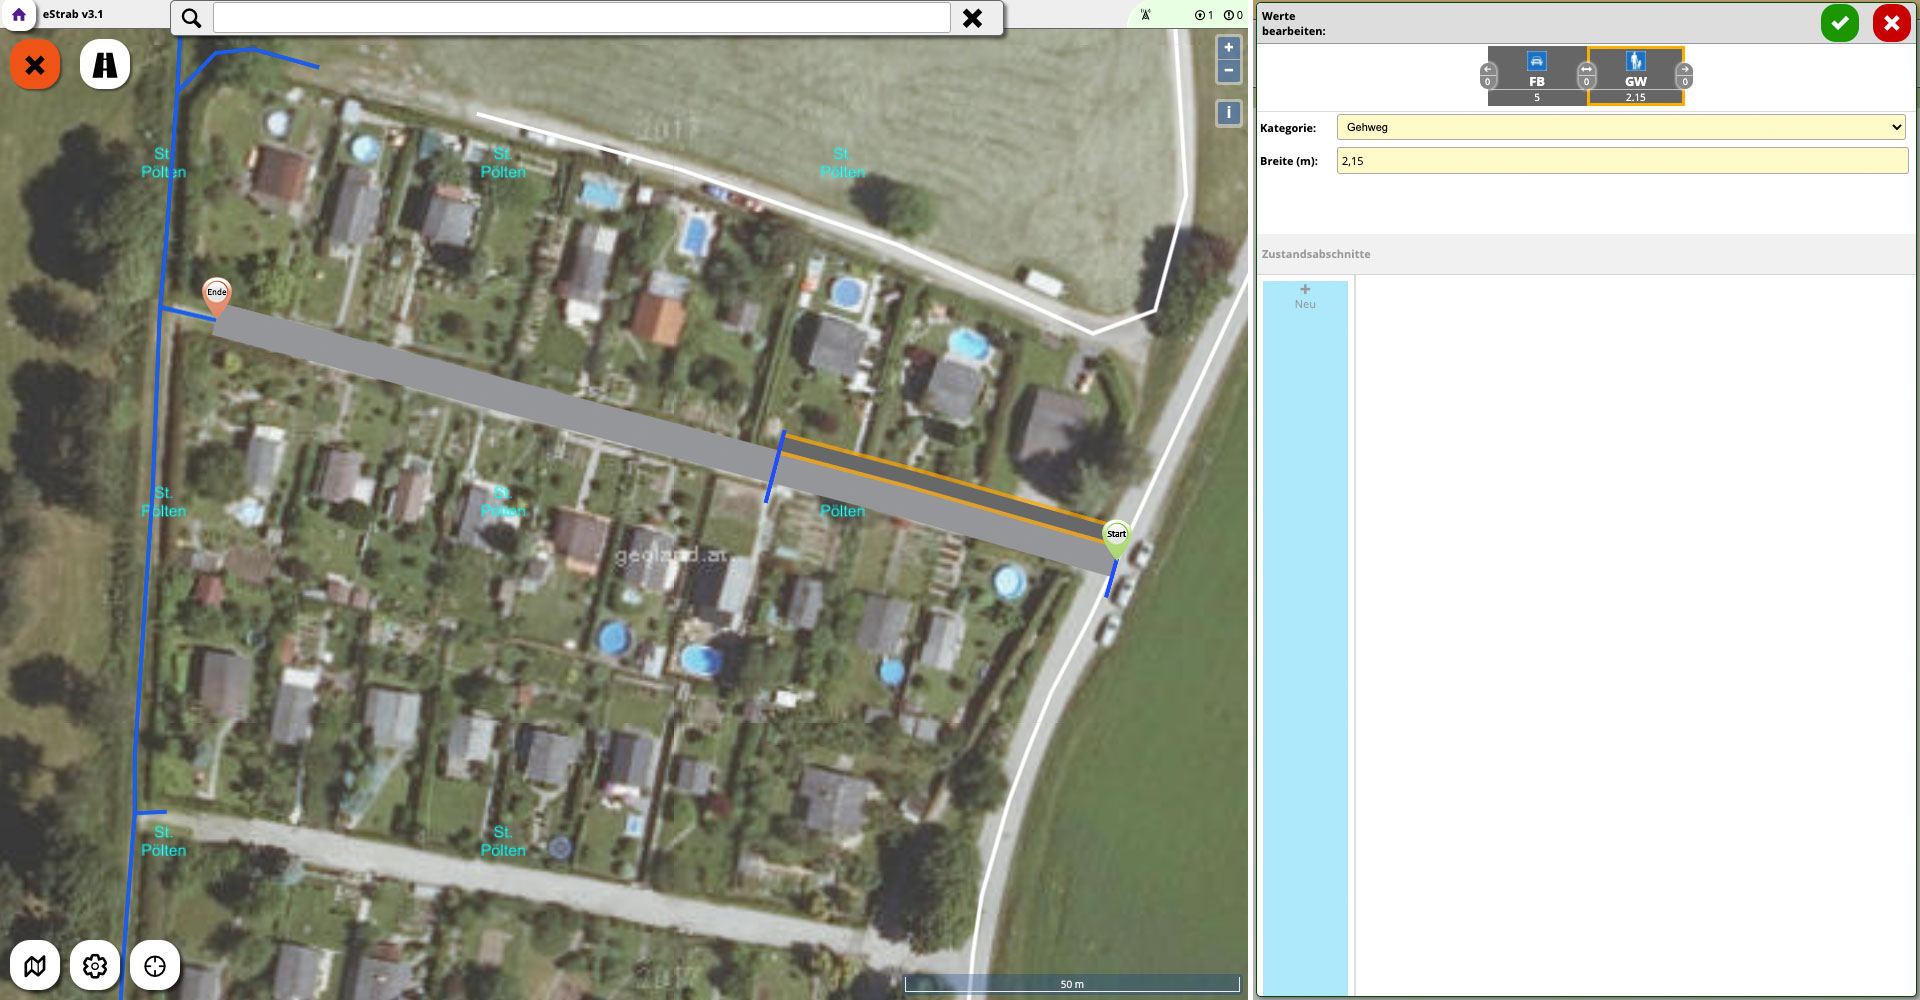 eStrab v3.1
1
0
Werte
bearbeiten:
0
FB
5
0
GW
2.15
0
Kategorie:
Gehweg
Breite (m):
2,15
Zustandsabschnitte
+
Neu
+
−
i
2017
St.
Pölten
St.
Pölten
St.
Pölten
Ende
St.
Pölten
St.
Pölten
Start
geoland.at
St.
Pölten
St.
Pölten
2017
50 m